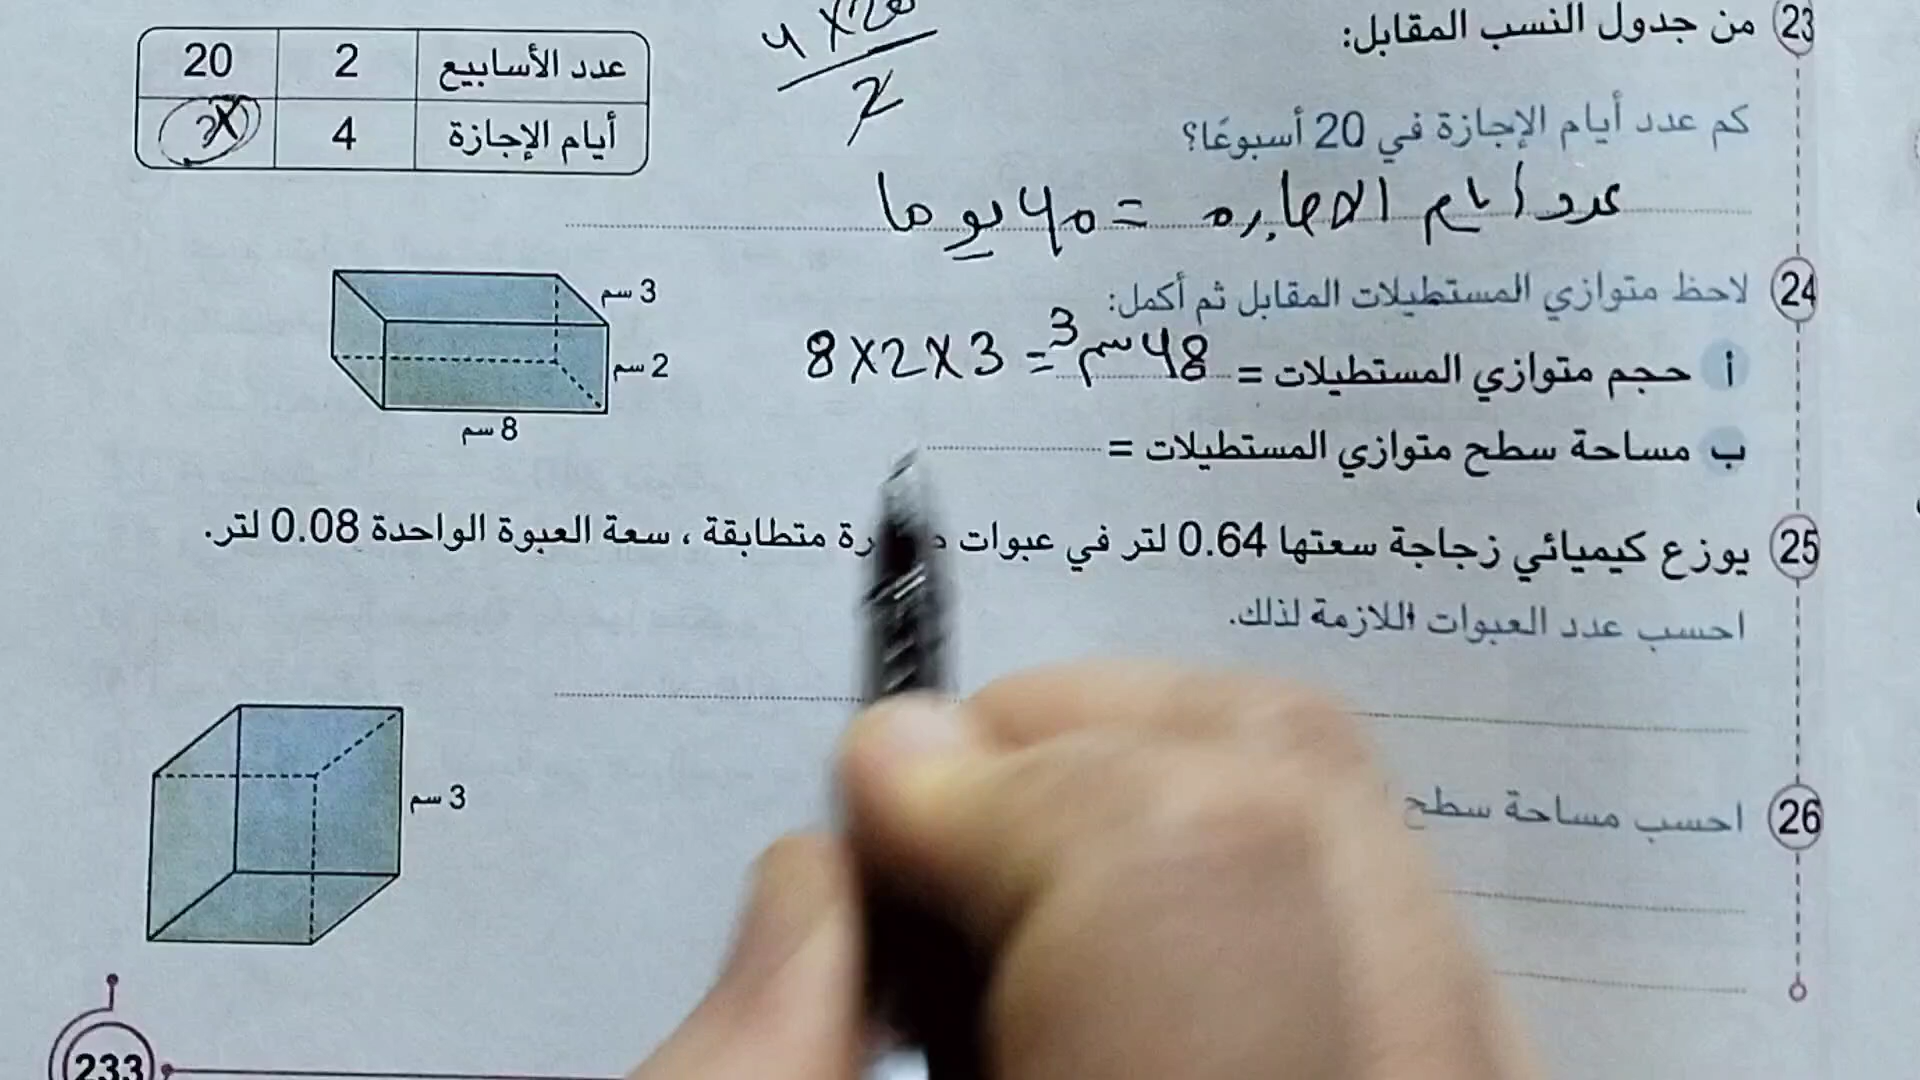 23 من جدول النسب المقابل:
عدد الأسابيع 2 20
أيام الإجازة 4
4 × 20
2
كم عدد أيام الإجازة في 20 أسبوعًا؟
عدد أيام الاجازه = 40 يوما
24 لاحظ متوازي المستطيلات المقابل ثم أكمل:
3 سم
2 سم
8 سم
أ حجم متوازي المستطيلات = 48 سم³ = 8×2×3
ب مساحة سطح متوازي المستطيلات =
25 يوزع كيميائي زجاجة سعتها 0.64 لتر في عبوات متطابقة ، سعة العبوة الواحدة 0.08 لتر.
احسب عدد العبوات اللازمة لذلك.
26 احسب مساحة سطح
3 سم
233